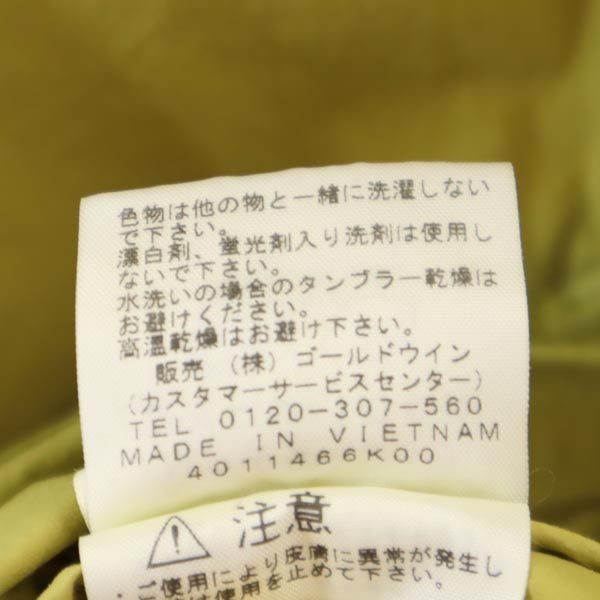 色物は他の物と一緒に洗濯しない
で下さい。
漂白剤、蛍光剤入り洗剤は使用し
ないで下さい。
水洗いの場合のタンブラー乾燥は
お避けください。
高温乾燥はお避け下さい。
販売 (株) ゴールドウイン
(カスタマーサービスセンター)
TEL 0120-307-560
MADE IN VIETNAM
4011466K00
注意
ご使用により皮膚に異常が発生し
は使用を止めて下